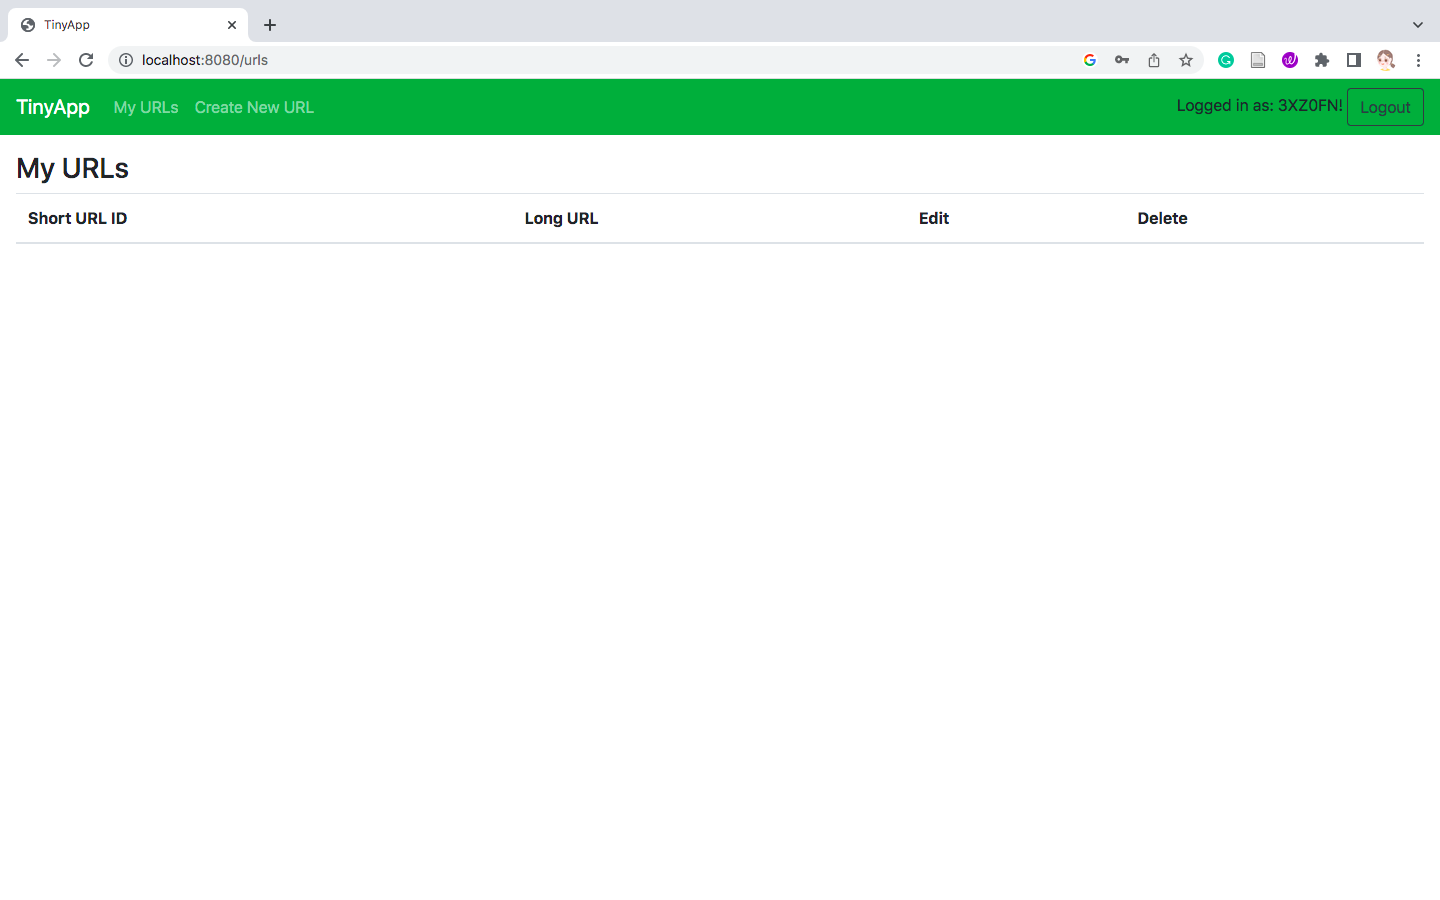 TinyApp
localhost:8080/urls
TinyApp My URLs Create New URL Logged in as: 3XZ0FN! Logout
My URLs
Short URL ID Long URL Edit Delete